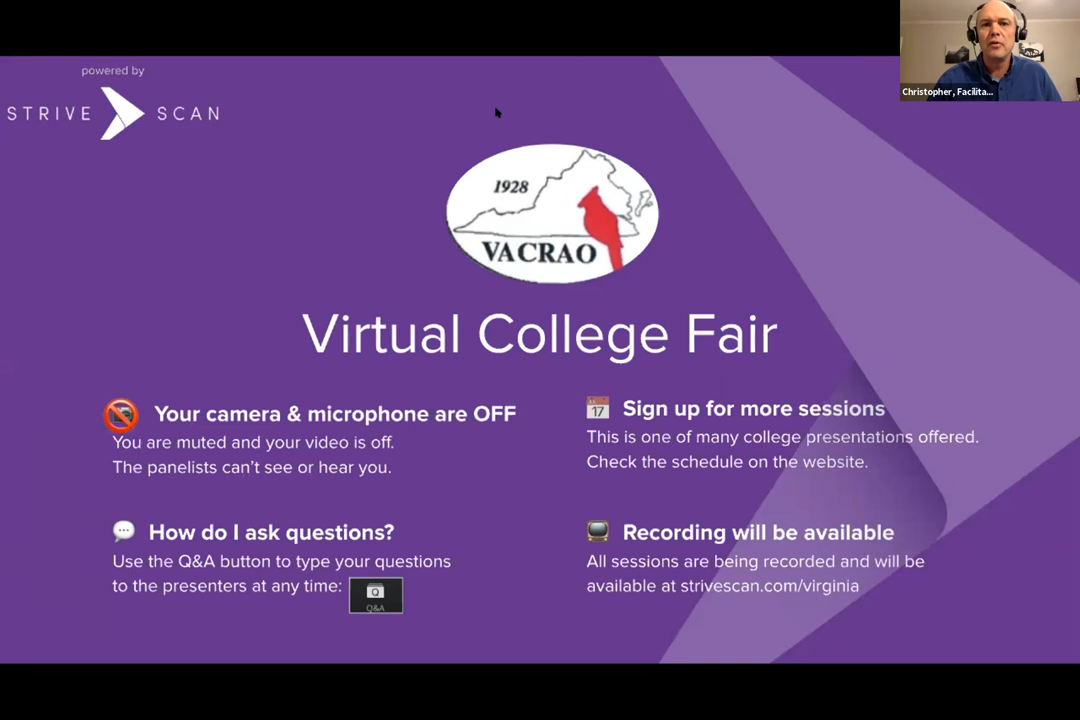 powered by
STRIVE SCAN
Christopher, Facilita...
1928
VACRAO
Virtual College Fair
Your camera & microphone are OFF
You are muted and your video is off.
The panelists can't see or hear you.
17
Sign up for more sessions
This is one of many college presentations offered.
Check the schedule on the website.
How do I ask questions?
Use the Q&A button to type your questions
to the presenters at any time:
Q
Q&A
Recording will be available
All sessions are being recorded and will be
available at strivescan.com/virginia